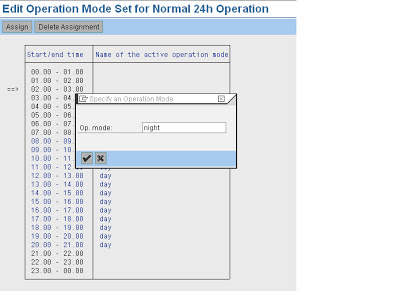 Edit Operation Mode Set for Normal 24h Operation
Assign Delete Assignment
Start/end time Name of the active operation mode
00.00 - 01.00
01.00 - 02.00
==> 02.00 - 03.00
03.00 - 04
04.00 - 05
05.00 - 06
06.00 - 07
07.00 - 08
08.00 - 09
09.00 - 10
10.00 - 11
11.00 - 12
12.00 - 13.00 day
13.00 - 14.00 day
14.00 - 15.00 day
15.00 - 16.00 day
16.00 - 17.00 day
17.00 - 18.00 day
18.00 - 19.00 day
19.00 - 20.00 day
20.00 - 21.00 day
21.00 - 22.00
22.00 - 23.00
23.00 - 00.00
Specify an Operation Mode
Op. mode: night